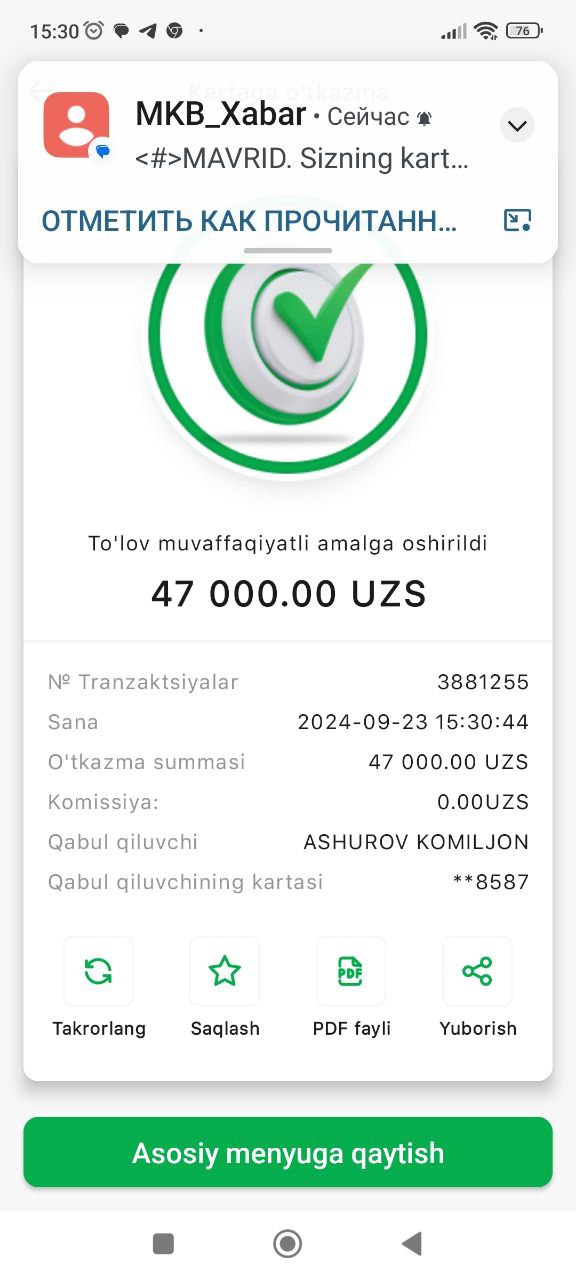 15:30
76
Kartaga o'tkazma
MKB_Xabar • Сейчас
<#>MAVRID. Sizning kart...
ОТМЕТИТЬ КАК ПРОЧИТАНН...
To'lov muvaffaqiyatli amalga oshirildi
47 000.00 UZS
№ Tranzaktsiyalar 3881255
Sana 2024-09-23 15:30:44
O'tkazma summasi 47 000.00 UZS
Komissiya: 0.00UZS
Qabul qiluvchi ASHUROV KOMILJON
Qabul qiluvchining kartasi **8587
PDF
Takrorlang Saqlash PDF fayli Yuborish
Asosiy menyuga qaytish